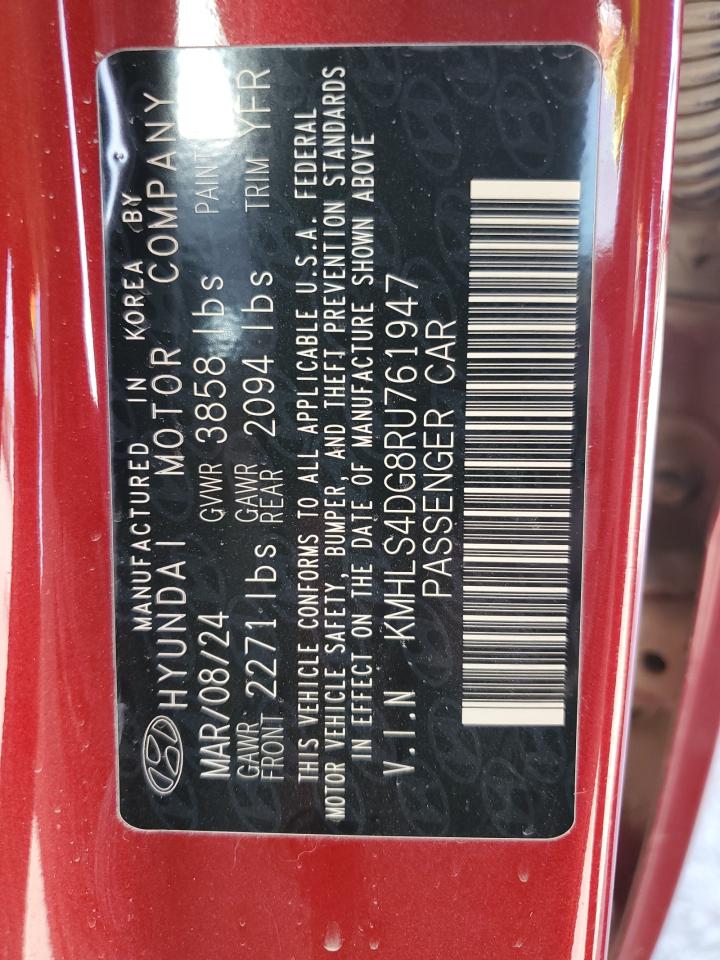 MANUFACTURED IN KOREA BY
HYUNDAI MOTOR COMPANY
MAR/08/24 GVWR 3858 lbs PAINT
GAWR FRONT 2271 lbs GAWR REAR 2094 lbs TRIM YFR
THIS VEHICLE CONFORMS TO ALL APPLICABLE U.S.A. FEDERAL
MOTOR VEHICLE SAFETY, BUMPER, AND THEFT PREVENTION STANDARDS
IN EFFECT ON THE DATE OF MANUFACTURE SHOWN ABOVE
V.I.N KMHLS4DG8RU761947
PASSENGER CAR